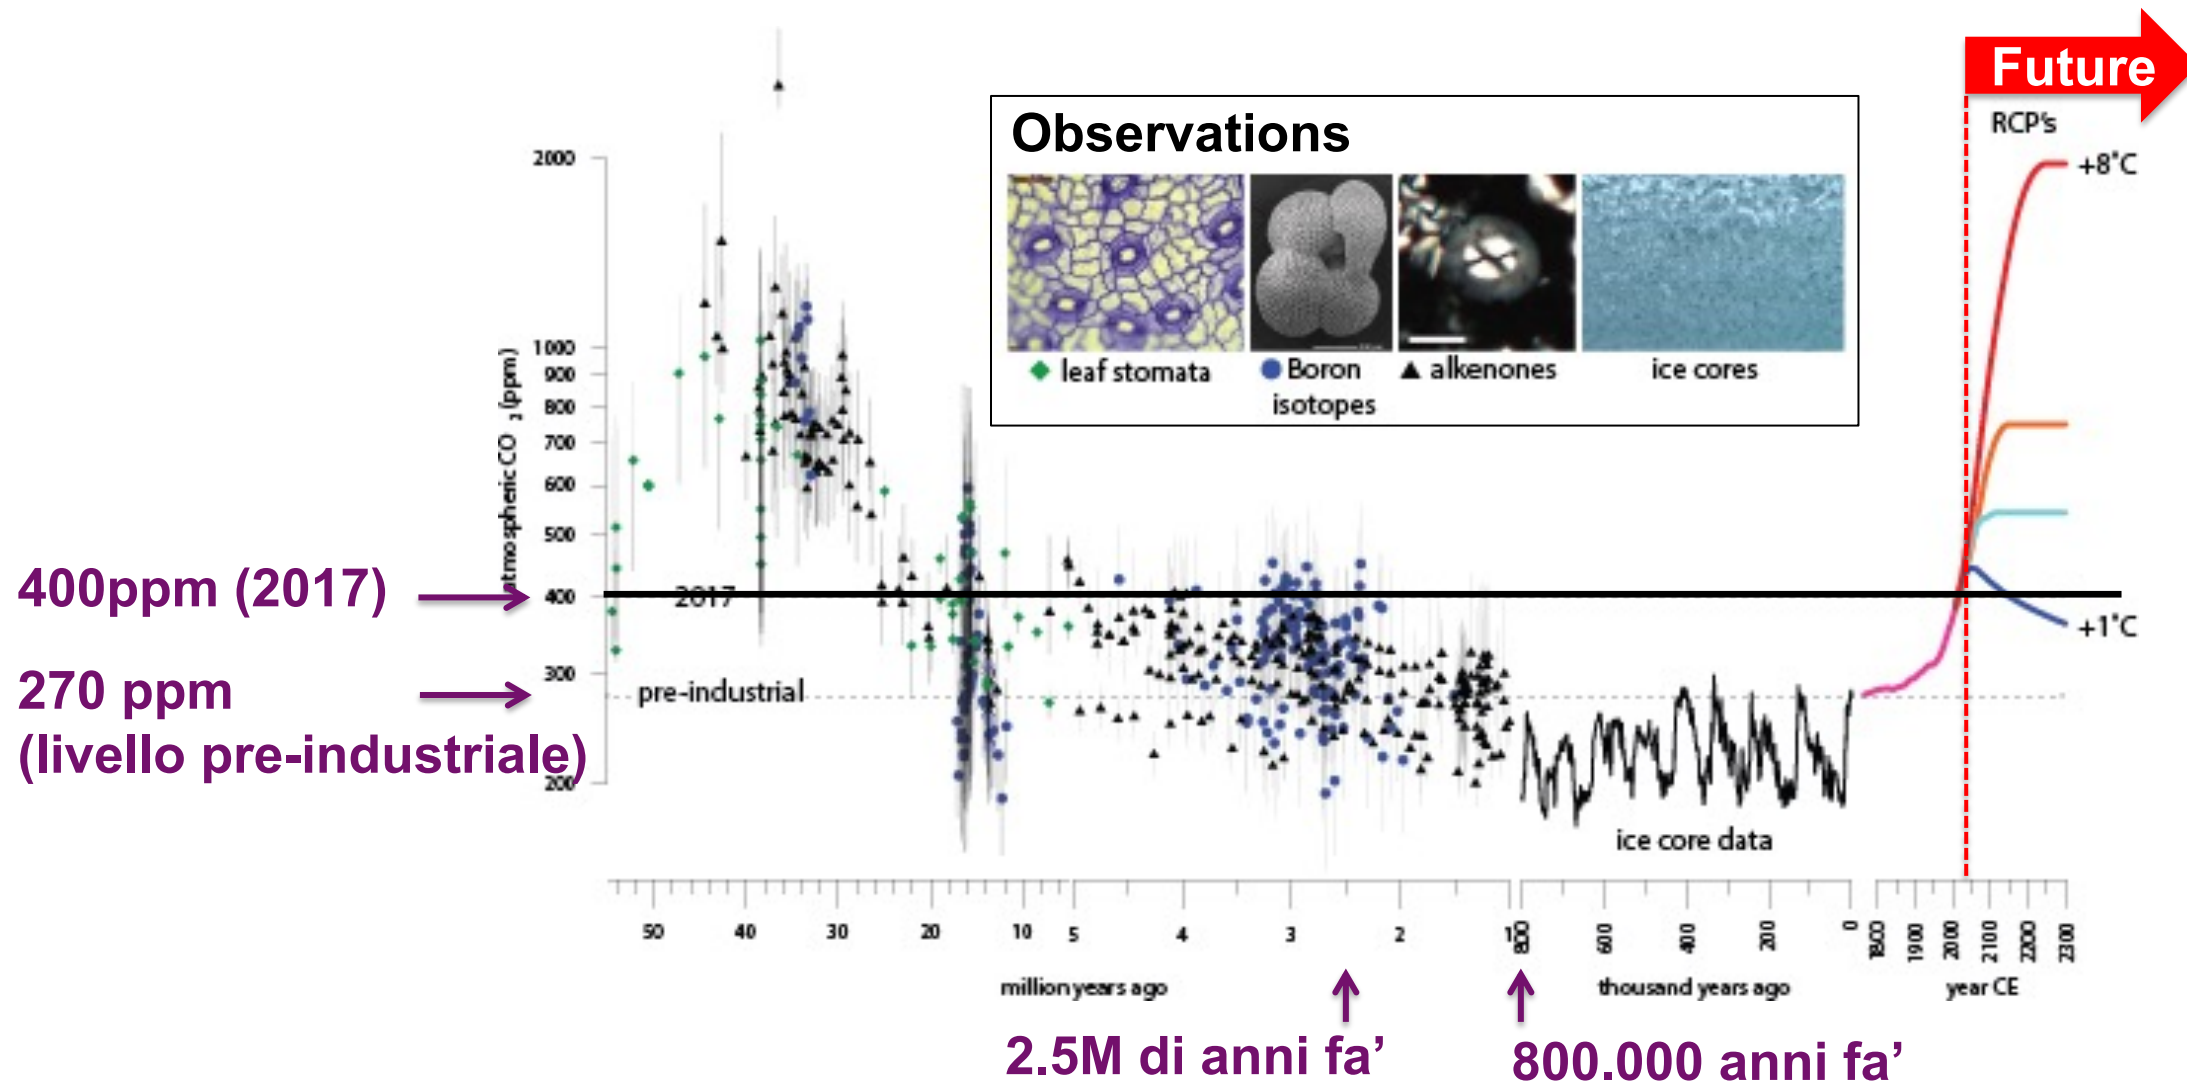 Future
RCP's
Observations
+8°C
leaf stomata
Boron
isotopes
alkenones
ice cores
atmospheric CO 2 (ppm)
2000
1000
900
800
700
600
500
400
300
200
2017
pre-industrial
400ppm (2017)
270 ppm
(livello pre-industriale)
+1°C
ice core data
50 40 30 20 10 5 4 3 2 1
800 600 400 200 0
1800 1900 2000 2100 2200 2300
million years ago
thousand years ago
year CE
2.5M di anni fa’
800.000 anni fa’